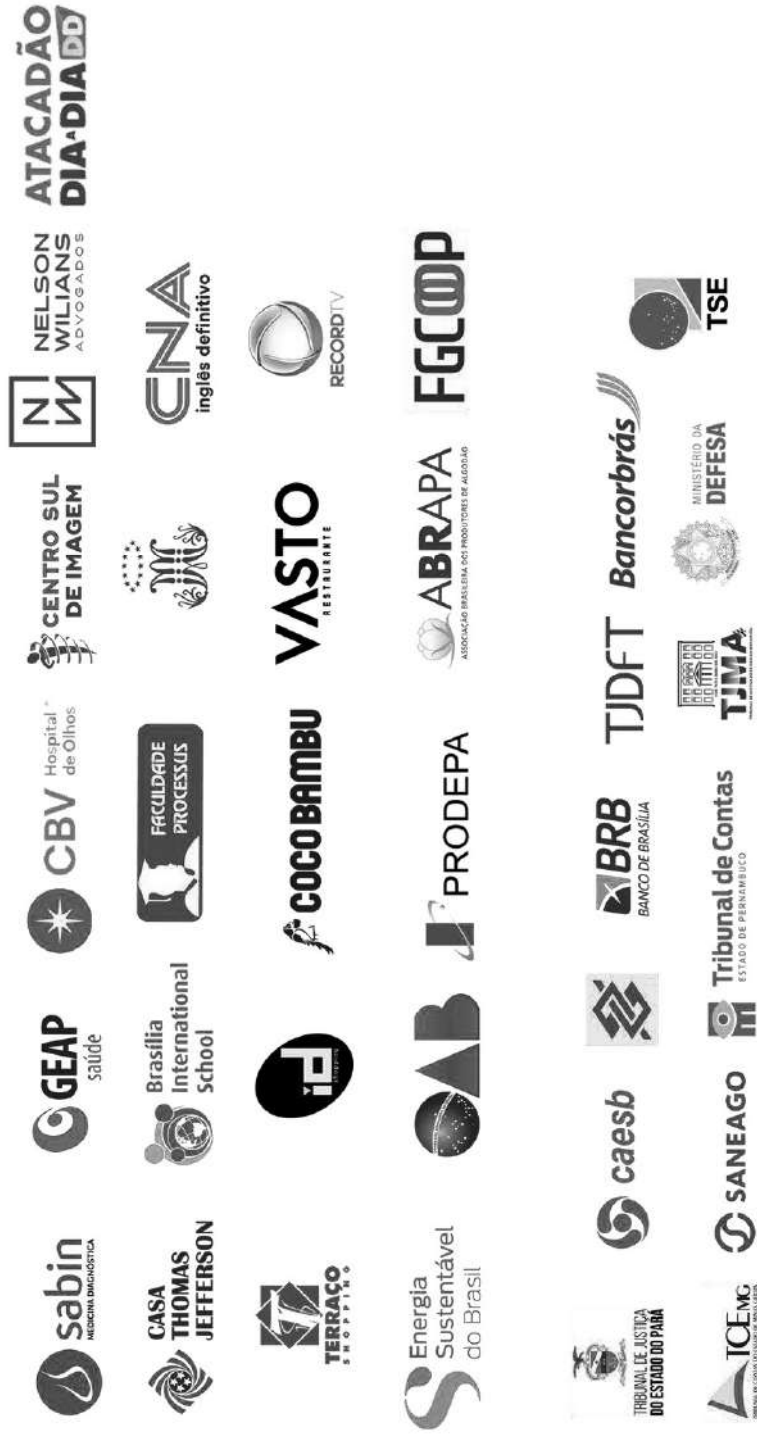 sabin
MEDICINA DIAGNÓSTICA
GEAP
saúde
CBV Hospital
de Olhos
CENTRO SUL
DE IMAGEM
NW
NELSON
WILIANS
ADVOGADOS
ATACADÃO
DIA A DIA DD
CASA
THOMAS
JEFFERSON
Brasília
International
School
FACULDADE
PROCESSUS
CNA
inglês definitivo
TERRAÇO
SHOPPING
id
shopping
COCO BAMBU
VASTO
RESTAURANTE
RECORDTV
Energia
Sustentável
do Brasil
OAB
PRODEPA
ABRAPA
ASSOCIAÇÃO BRASILEIRA DOS PRODUTORES DE ALGODÃO
FGCOOP
TRIBUNAL DE JUSTIÇA
DO ESTADO DO PARÁ
caesb
BRB
BANCO DE BRASÍLIA
TJDFT
Bancorbrás
TCEMG
SANEAGO
Tribunal de Contas
ESTADO DE PERNAMBUCO
TJMA
MINISTÉRIO DA
DEFESA
TSE